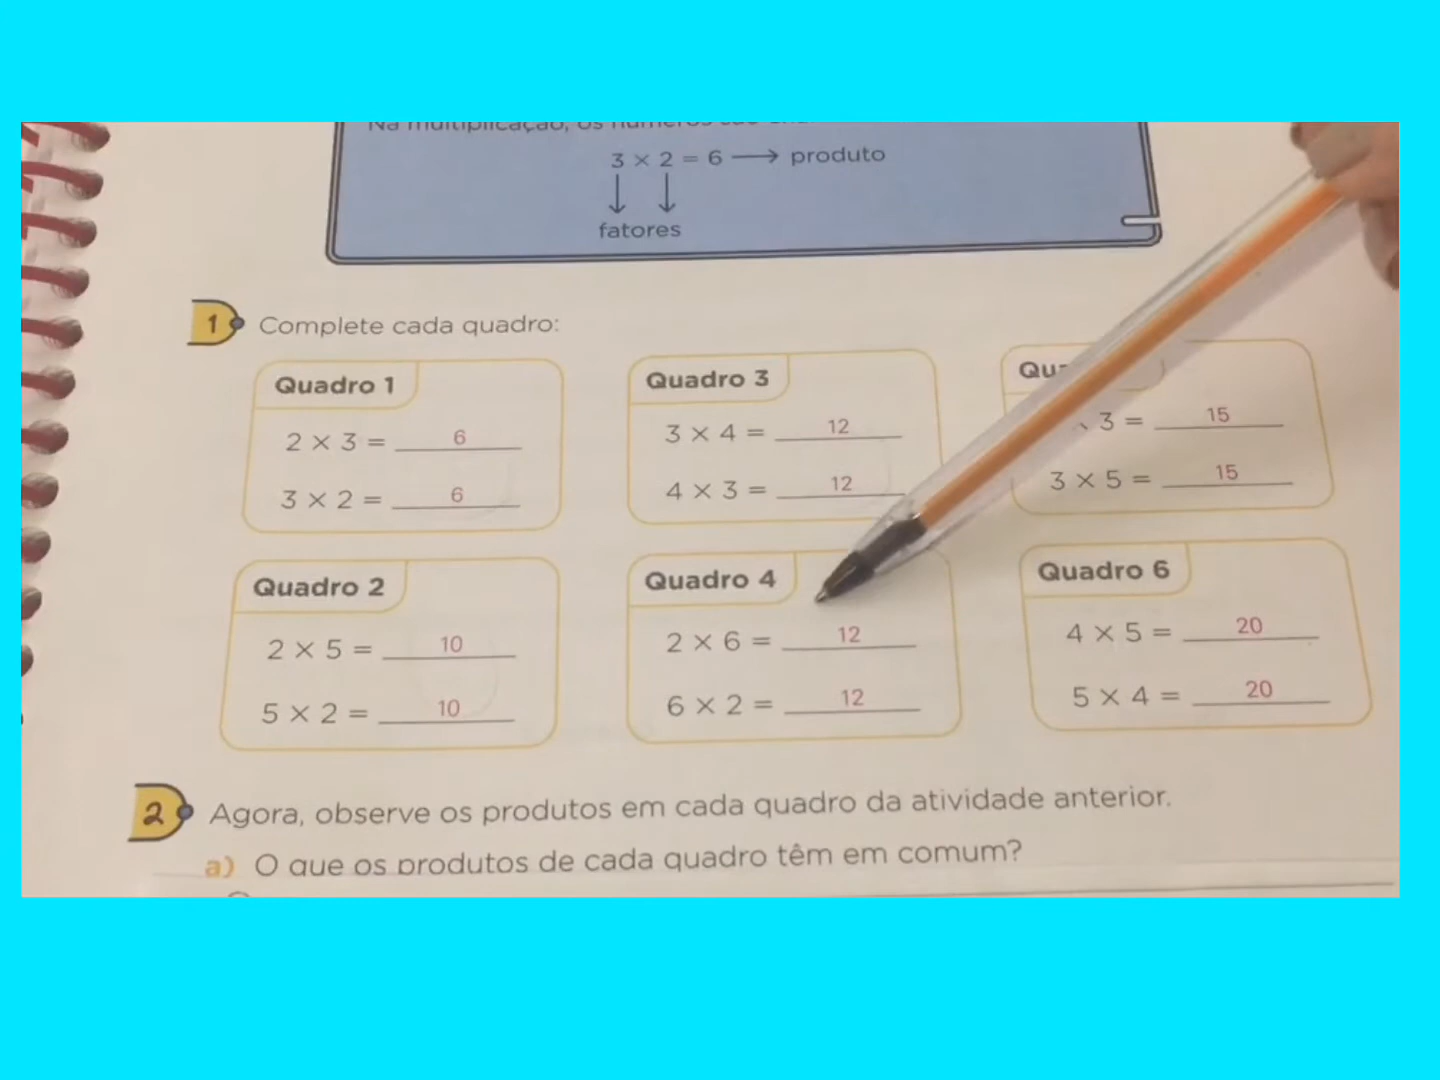 3 × 2 = 6 → produto
fatores
1 Complete cada quadro:
Quadro 1
2 × 3 = 6
3 × 2 = 6
Quadro 3
3 × 4 = 12
4 × 3 = 12
3 = 15
3 × 5 = 15
Quadro 2
2 × 5 = 10
5 × 2 = 10
Quadro 4
2 × 6 = 12
6 × 2 = 12
Quadro 6
4 × 5 = 20
5 × 4 = 20
2 Agora, observe os produtos em cada quadro da atividade anterior.
a) O que os produtos de cada quadro têm em comum?